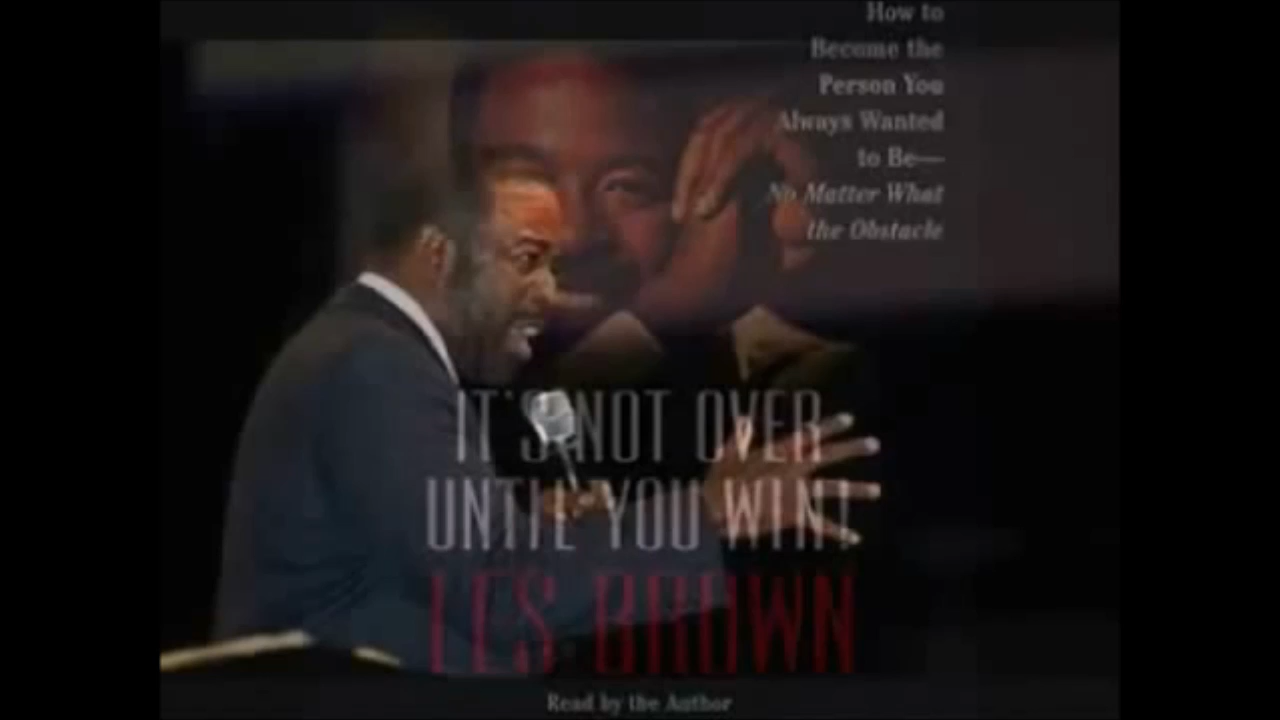 How to
Become the
Person You
Always Wanted
to Be—
No Matter What
the Obstacle
IT'S NOT OVER
UNTIL YOU WIN!
LES BROWN
Read by the Author